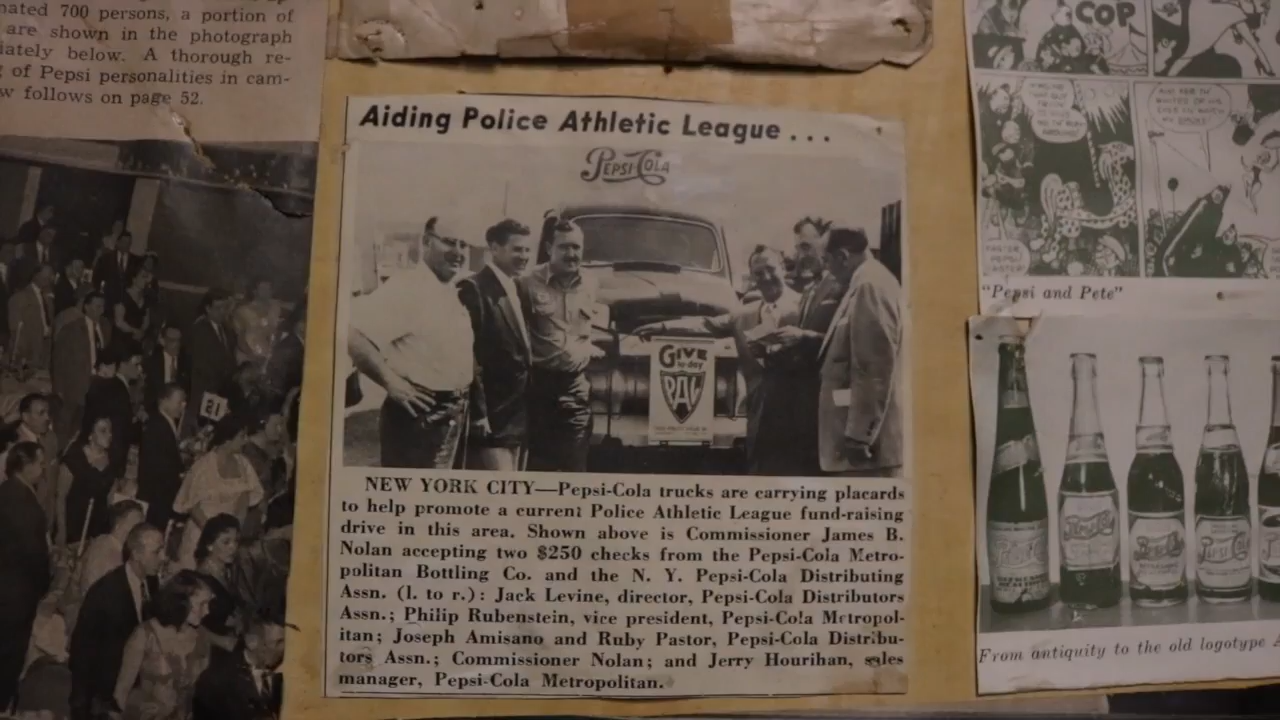 nated 700 persons, a portion of
are shown in the photograph
iately below. A thorough re-
g of Pepsi personalities in cam-
w follows on page 52.
15
Aiding Police Athletic League . . .
PEPSI-COLA
GIVE
to-day
PAL
NEW YORK CITY—Pepsi-Cola trucks are carrying placards
to help promote a current Police Athletic League fund-raising
drive in this area. Shown above is Commissioner James B.
Nolan accepting two $250 checks from the Pepsi-Cola Metro-
politan Bottling Co. and the N. Y. Pepsi-Cola Distributing
Assn. (l. to r.): Jack Levine, director, Pepsi-Cola Distributors
Assn.; Philip Rubenstein, vice president, Pepsi-Cola Metropol-
itan; Joseph Amisano and Ruby Pastor, Pepsi-Cola Distribu-
tors Assn.; Commissioner Nolan; and Jerry Hourihan, sales
manager, Pepsi-Cola Metropolitan.
COP
"Pepsi and Pete"
From antiquity to the old logotype